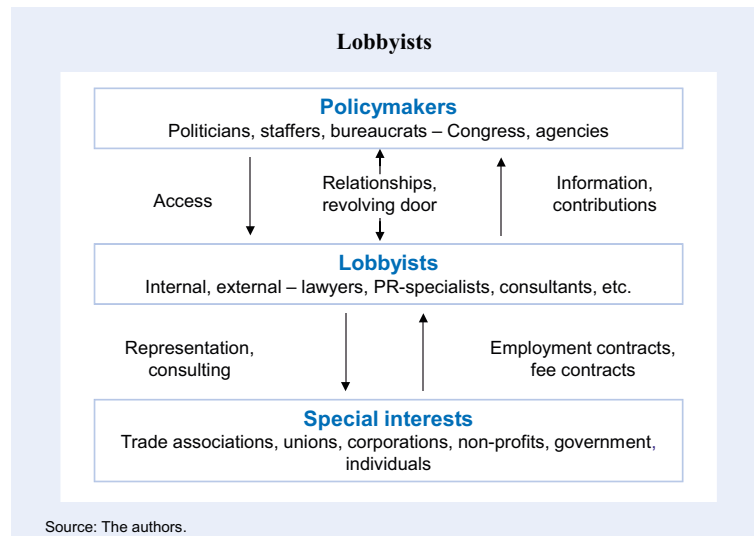 Lobbyists
Policymakers
Politicians, staffers, bureaucrats – Congress, agencies
Access
Relationships,
revolving door
Information,
contributions
Lobbyists
Internal, external – lawyers, PR-specialists, consultants, etc.
Representation,
consulting
Employment contracts,
fee contracts
Special interests
Trade associations, unions, corporations, non-profits, government,
individuals
Source: The authors.